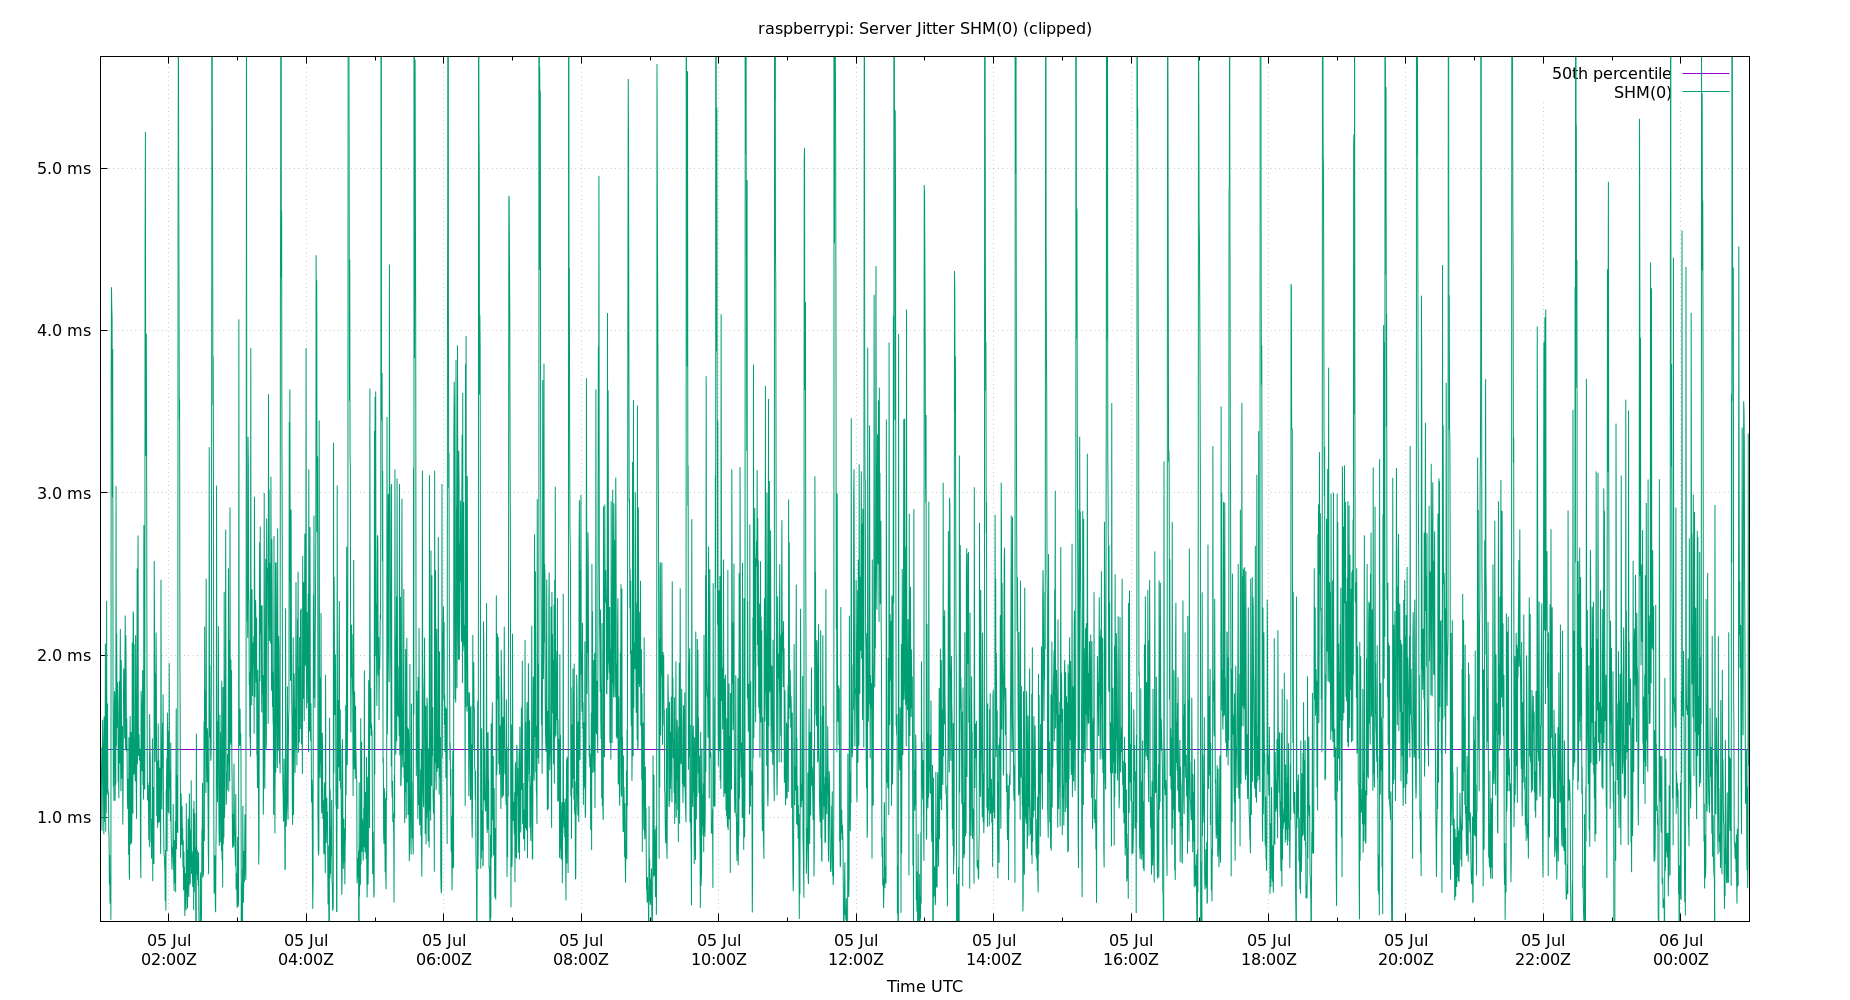 raspberrypi: Server Jitter SHM(0) (clipped)
50th percentile
SHM(0)
5.0 ms
4.0 ms
3.0 ms
2.0 ms
1.0 ms
05 Jul 05 Jul 05 Jul 05 Jul 05 Jul 05 Jul 05 Jul 05 Jul 05 Jul 05 Jul 05 Jul 06 Jul
02:00Z 04:00Z 06:00Z 08:00Z 10:00Z 12:00Z 14:00Z 16:00Z 18:00Z 20:00Z 22:00Z 00:00Z
Time UTC